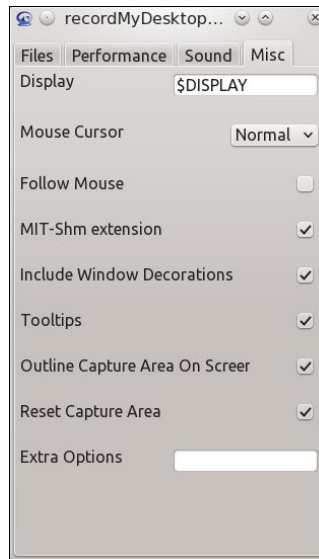 recordMyDesktop...
Files Performance Sound Misc
Display $DISPLAY
Mouse Cursor Normal
Follow Mouse
MIT-Shm extension
Include Window Decorations
Tooltips
Outline Capture Area On Screer
Reset Capture Area
Extra Options